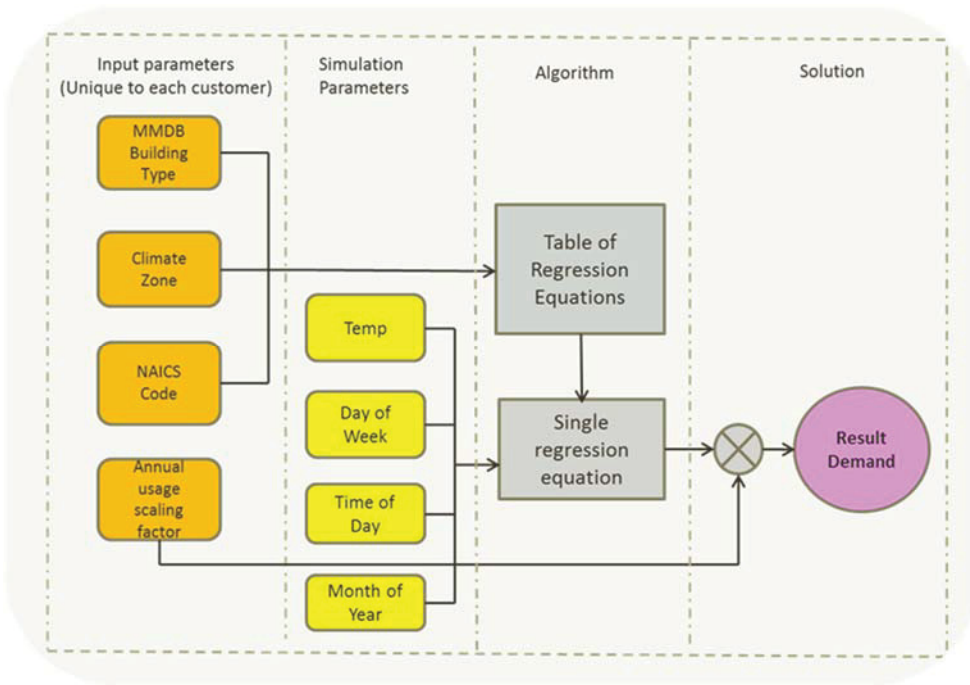 Input parameters
(Unique to each customer)
Simulation
Parameters
Algorithm
Solution
MMDB
Building
Type
Climate
Zone
NAICS
Code
Annual
usage
scaling
factor
Temp
Day of
Week
Time of
Day
Month of
Year
Table of
Regression
Equations
Single
regression
equation
Result
Demand